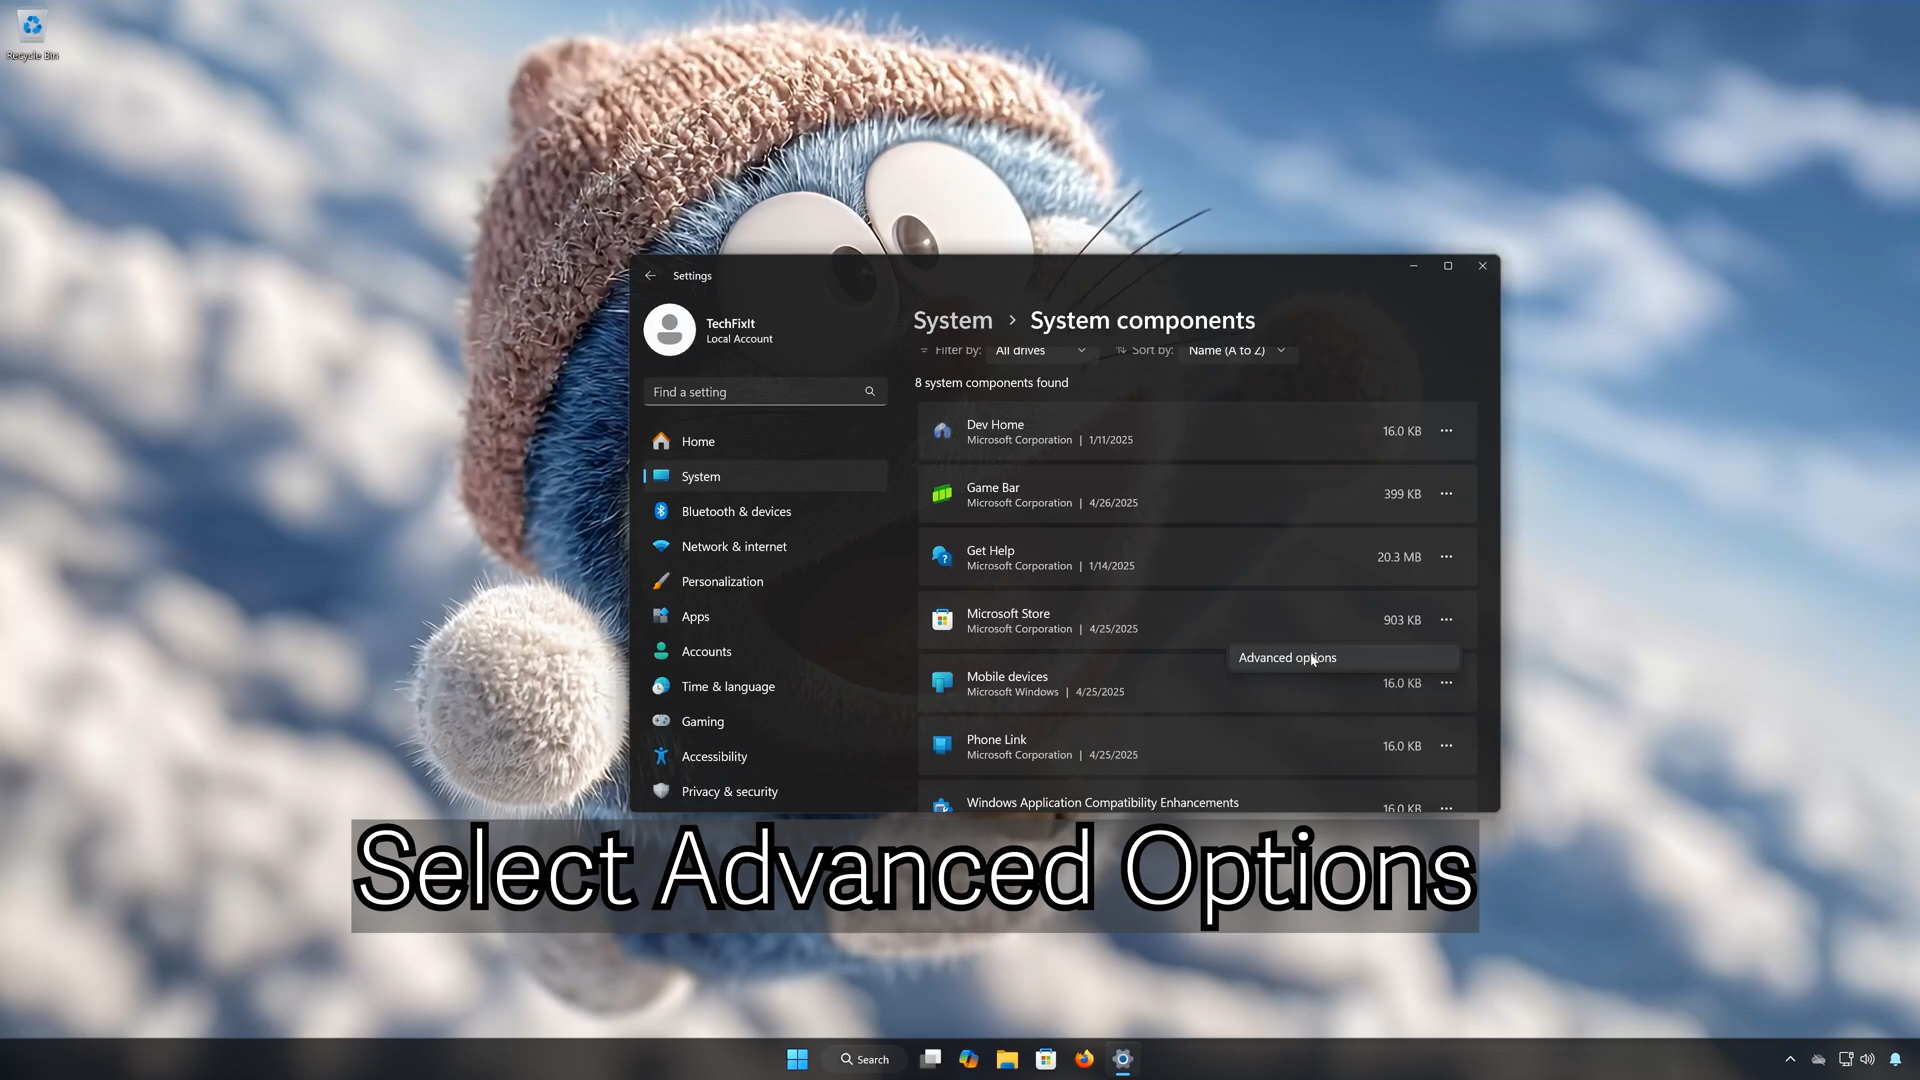 Recycle Bin
Settings
TechFixIt
Local Account
Find a setting
Home
System
Bluetooth & devices
Network & internet
Personalization
Apps
Accounts
Time & language
Gaming
Accessibility
Privacy & security
System > System components
Filter by: All drives Sort by: Name (A to Z)
8 system components found
Dev Home
Microsoft Corporation | 1/11/2025
16.0 KB
Game Bar
Microsoft Corporation | 4/26/2025
399 KB
Get Help
Microsoft Corporation | 1/14/2025
20.3 MB
Microsoft Store
Microsoft Corporation | 4/25/2025
903 KB
Advanced options
Mobile devices
Microsoft Windows | 4/25/2025
16.0 KB
Phone Link
Microsoft Corporation | 4/25/2025
16.0 KB
Windows Application Compatibility Enhancements
16.0 KB
Select Advanced Options
Search